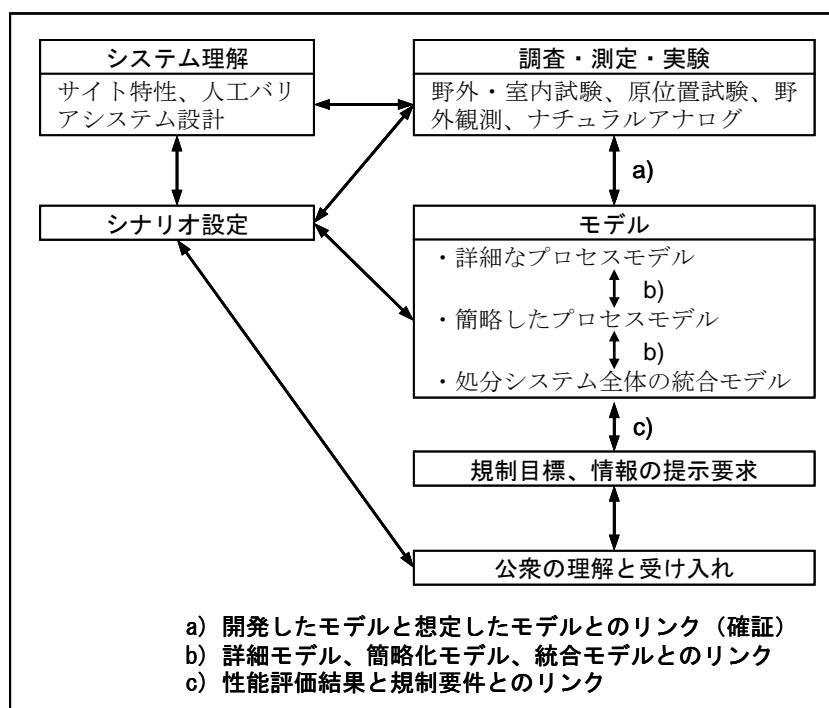 システム理解
サイト特性、人工バリ
アシステム設計
調査・測定・実験
野外・室内試験、原位置試験、野
外観測、ナチュラルアナログ
a)
シナリオ設定
モデル
・詳細なプロセスモデル
b)
・簡略したプロセスモデル
b)
・処分システム全体の統合モデル
c)
規制目標、情報の提示要求
公衆の理解と受け入れ
a) 開発したモデルと想定したモデルとのリンク（確証）
b) 詳細モデル、簡略化モデル、統合モデルとのリンク
c) 性能評価結果と規制要件とのリンク